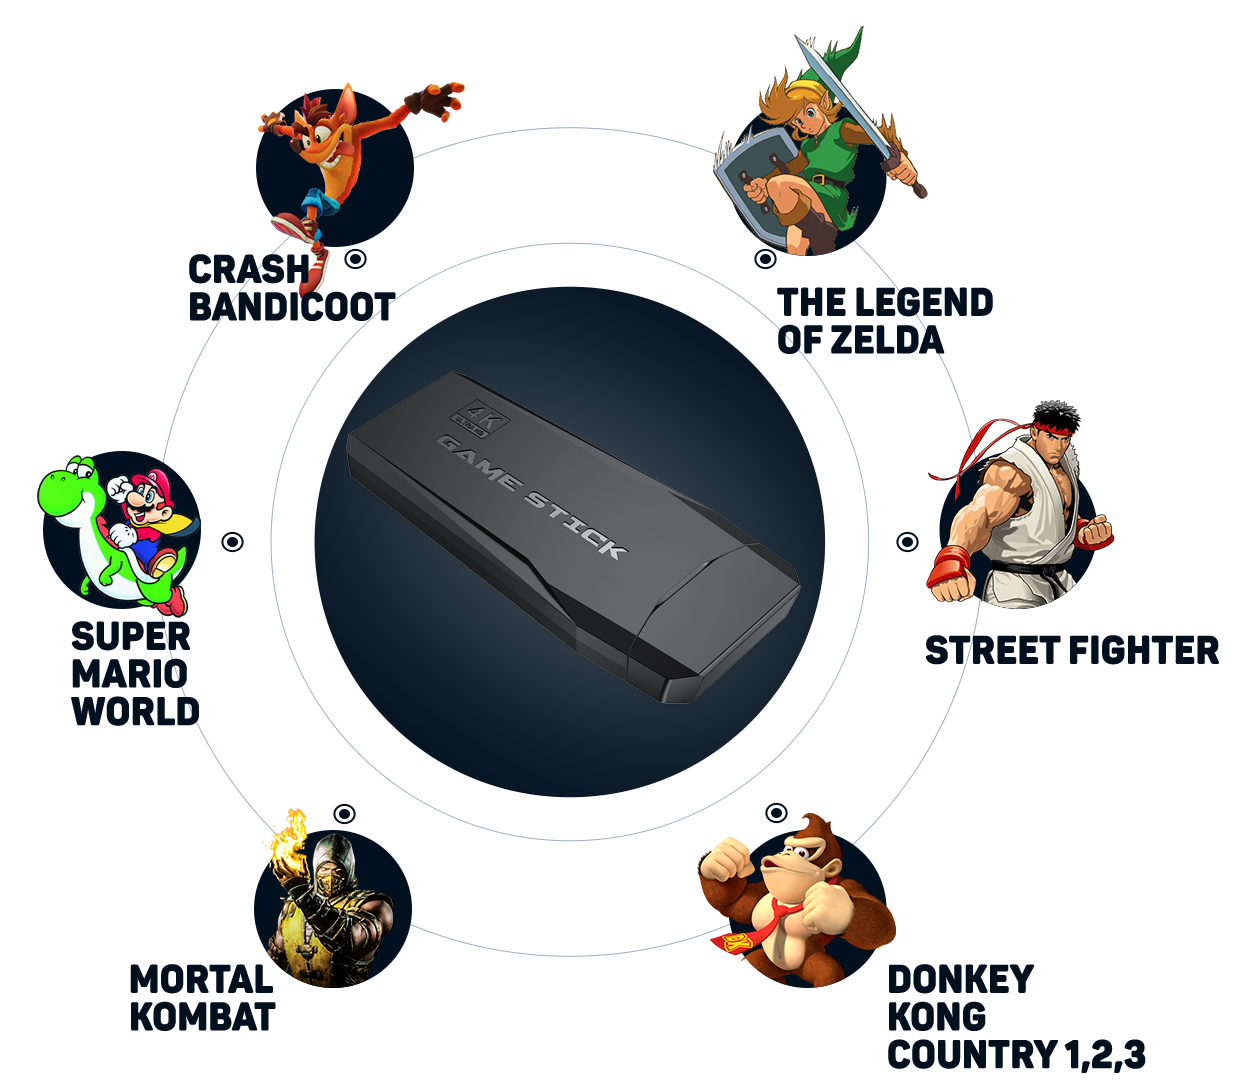 CRASH
BANDICOOT
THE LEGEND
OF ZELDA
4K
ULTRA HD
GAME STICK
SUPER
MARIO
WORLD
STREET FIGHTER
MORTAL
KOMBAT
DK
DONKEY
KONG
COUNTRY 1,2,3